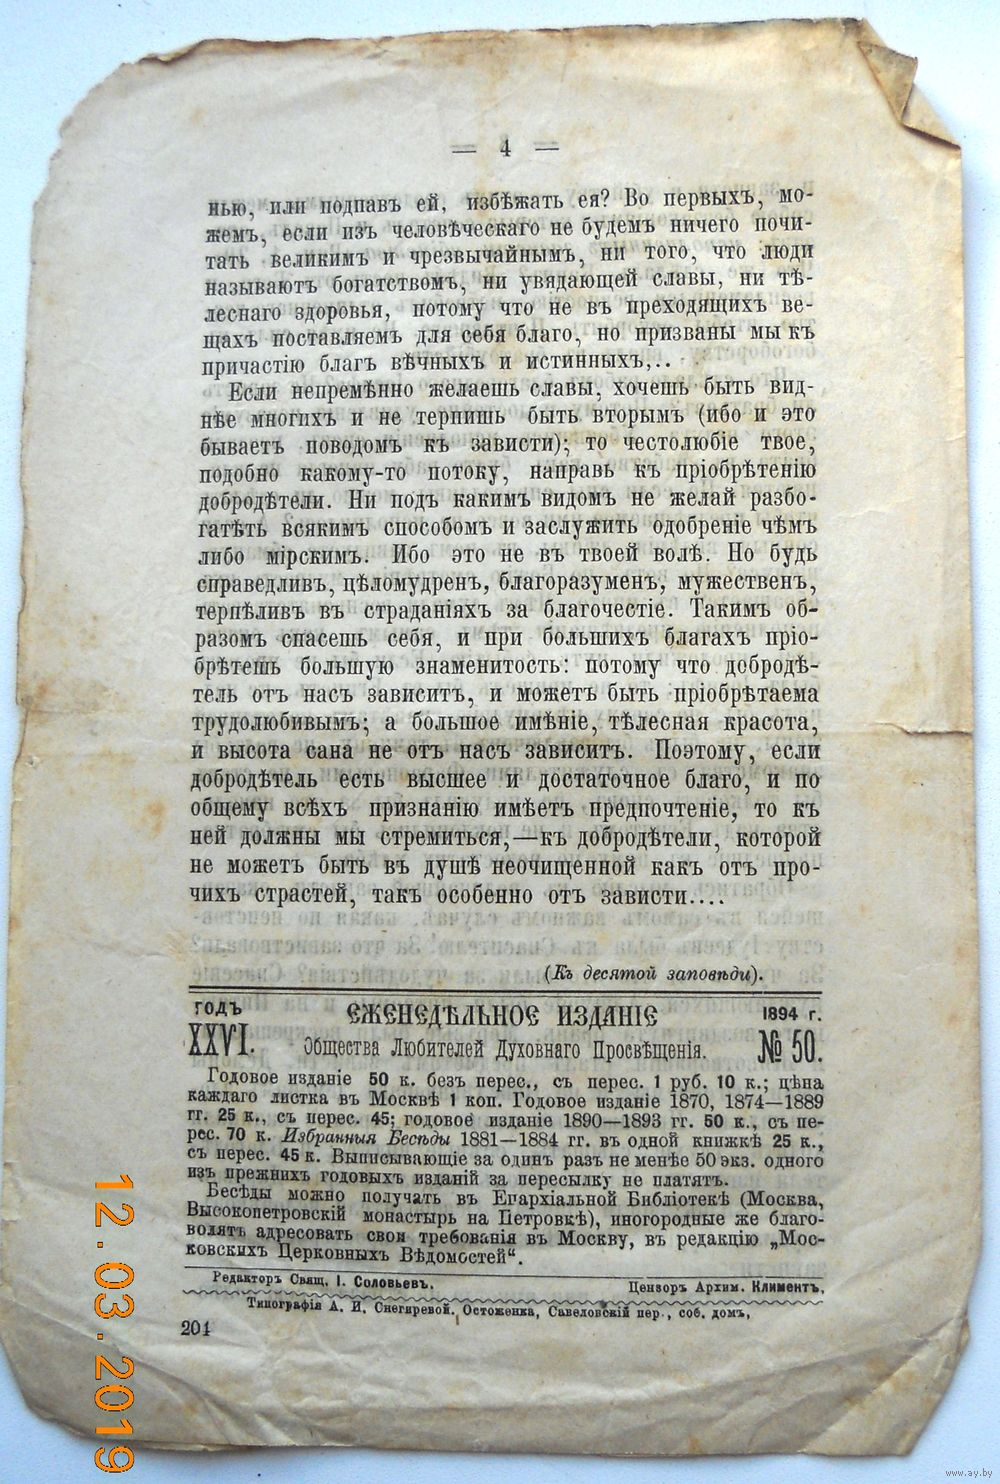 — 4 —
нью, или подпавъ ей, избѣжать ея? Во первыхъ, мо-
жемъ, если изъ человѣческаго не будемъ ничего почи-
тать великимъ и чрезвычайнымъ, ни того, что люди
называютъ богатствомъ, ни увядающей славы, ни тѣ-
леснаго здоровья, потому что не въ преходящихъ ве-
щахъ поставляемъ для себя благо, но призваны мы къ
причастію благъ вѣчныхъ и истинныхъ,..
Если непремѣнно желаешь славы, хочешь быть вид-
нѣе многихъ и не терпишь быть вторымъ (ибо и это
бываетъ поводомъ къ зависти); то честолюбіе твое,
подобно какому-то потоку, направь къ пріобрѣтенію
добродѣтели. Ни подъ какимъ видомъ не желай разбо-
гатѣть всякимъ способомъ и заслужить одобреніе чѣмъ
либо мірскимъ. Ибо это не въ твоей волѣ. Но будь
справедливъ, цѣломудренъ, благоразуменъ, мужественъ,
терпѣливъ въ страданіяхъ за благочестіе. Такимъ об-
разомъ спасешь себя, и при большихъ благахъ прі-
обрѣтешь большую знаменитость: потому что добродѣ-
тель отъ насъ зависитъ, и можетъ быть пріобрѣтаема
трудолюбивымъ; а большое имѣніе, тѣлесная красота,
и высота сана не отъ насъ зависитъ. Поэтому, если
добродѣтель есть высшее и достаточное благо, и по
общему всѣхъ признанію имѣетъ предпочтеніе, то къ
ней должны мы стремиться,—къ добродѣтели, которой
не можетъ быть въ душѣ неочищенной какъ отъ про-
чихъ страстей, такъ особенно отъ зависти....
(Къ десятой заповѣди).
ГОДЪ XXVI. ЕЖЕНЕДѢЛЬНОЕ ИЗДАНІЕ 1894 г.
Общества Любителей Духовнаго Просвѣщенія. № 50.
Годовое изданіе 50 к. безъ перес., съ перес. 1 руб. 10 к.; цѣна
каждаго листка въ Москвѣ 1 коп. Годовое изданіе 1870, 1874—1889
гг. 25 к., съ перес. 45; годовое изданіе 1890—1893 гг. 50 к., съ пе-
рес. 70 к. Избранныя Бесѣды 1881—1884 гг. въ одной книжкѣ 25 к.,
съ перес. 45 к. Выписывающіе за одинъ разъ не менѣе 50 экз. одного
изъ прежнихъ годовыхъ изданій за пересылку не платятъ.
Бесѣды можно получать въ Епархіальной Библіотекѣ (Москва,
Высокопетровскій монастырь на Петровкѣ), иногородные же благо-
волятъ адресовать свои требованія въ Москву, въ редакцію „Мос-
ковскихъ Церковныхъ Вѣдомостей“.
Редакторъ Свящ. І. Соловьевъ. Цензоръ Архим. Климентъ.
Типографія А. И. Снегиревой. Остоженка, Савеловскій пер., соб. домъ,
201
12.03.2019
www.ay.by